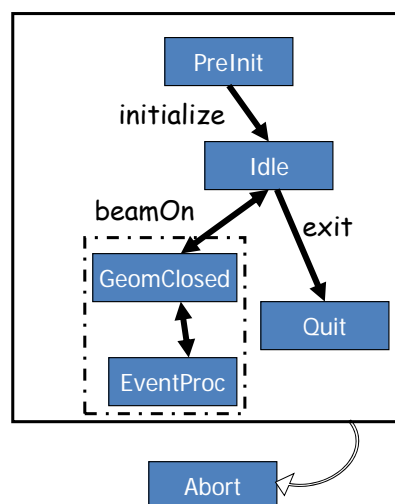 PreInit
initialize
Idle
beamOn
exit
GeomClosed
Quit
EventProc
Abort